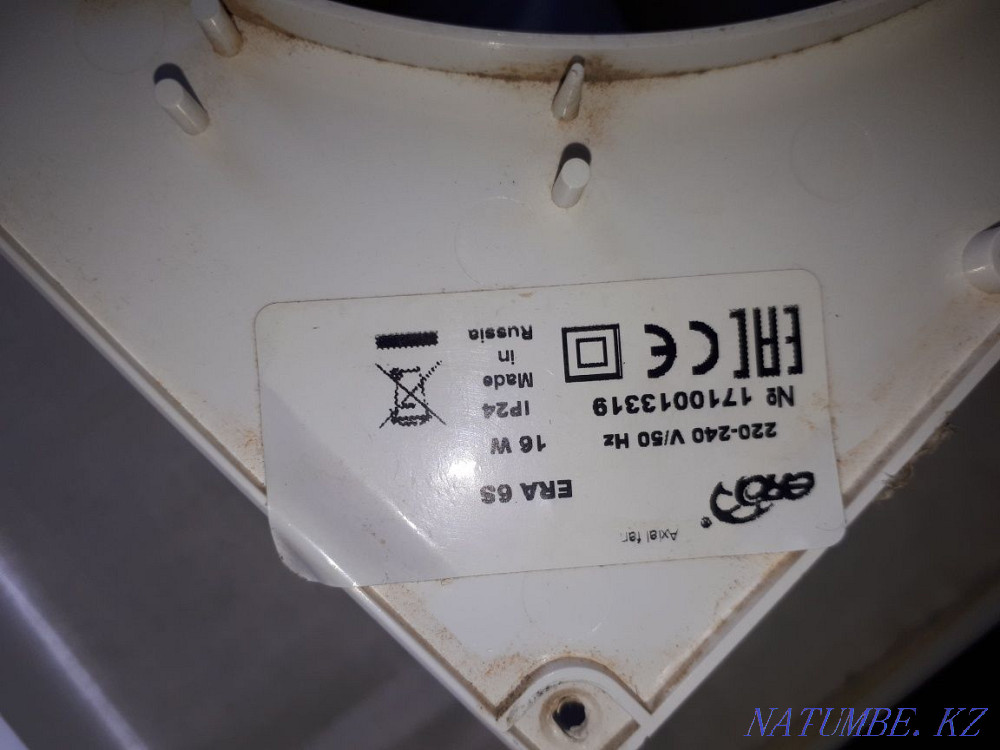 Axial fan
era ®
ERA 6S
220-240 V/50 Hz
16 W
№ 1710013319
IP24
EAC CE
Made
in
Russia
NATUMBE. KZ